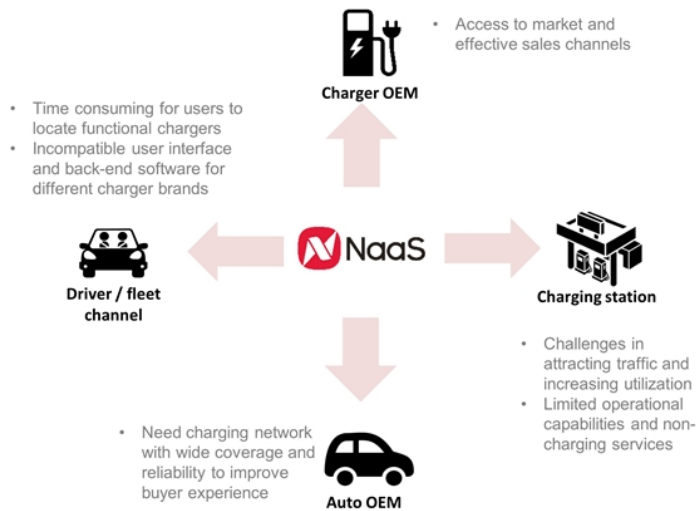 • Access to market and
effective sales channels
Charger OEM
• Time consuming for users to
locate functional chargers
• Incompatible user interface
and back-end software for
different charger brands
NaaS
Driver / fleet
channel
Charging station
• Challenges in
attracting traffic and
increasing utilization
• Limited operational
capabilities and non-
charging services
• Need charging network
with wide coverage and
reliability to improve
buyer experience
Auto OEM